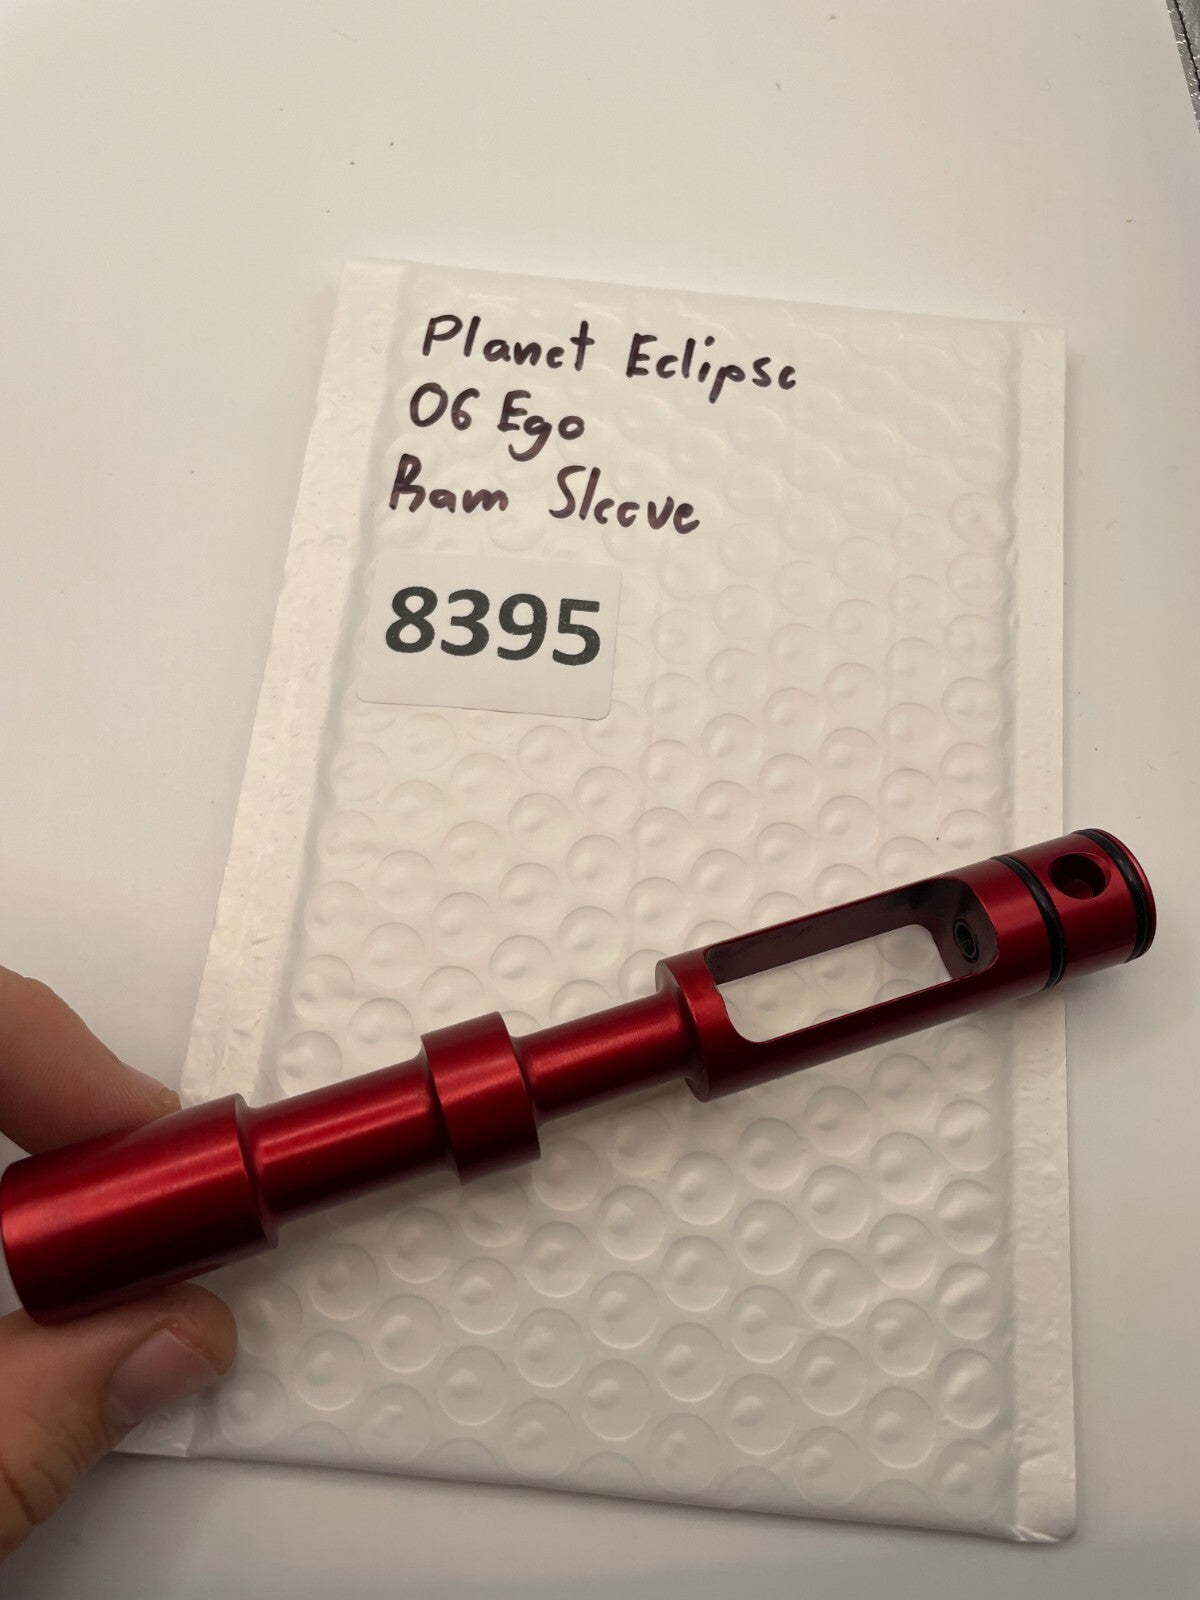 Planet Eclipse
06 Ego
Ram Sleeve
8395